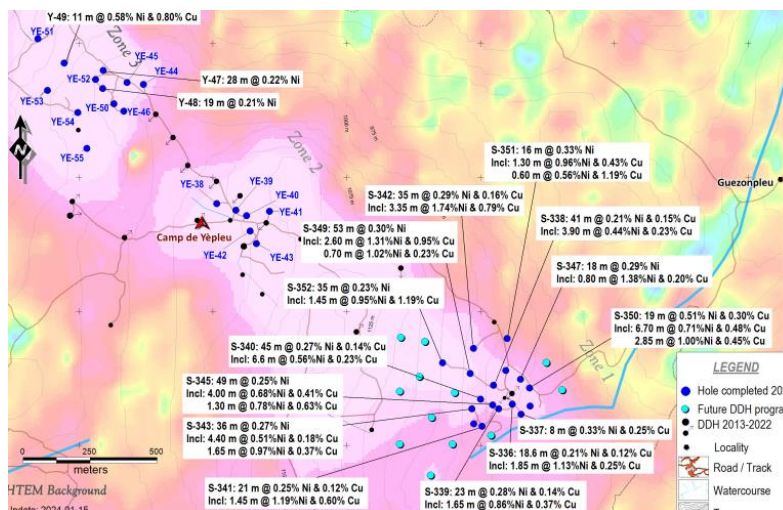 Y-49: 11 m @ 0.58% Ni & 0.80% Cu
YE-51
Zone 3
YE-45
YE-44
YE-52
Y-47: 28 m @ 0.22% Ni
YE-53
YE-50
YE-46
Y-48: 19 m @ 0.21% Ni
YE-54
YE-55
N
Zone 2
YE-38
YE-39
YE-40
YE-41
Camp de Yèpleu
YE-42
YE-43
Guezonpleu
S-351: 16 m @ 0.33% Ni
Incl: 1.30 m @ 0.96%Ni & 0.43% Cu
0.60 m @ 0.56%Ni & 1.19% Cu
S-342: 35 m @ 0.29% Ni & 0.16% Cu
Incl: 3.35 m @ 1.74%Ni & 0.79% Cu
S-338: 41 m @ 0.21% Ni & 0.15% Cu
Incl: 3.90 m @ 0.44%Ni & 0.23% Cu
S-349: 53 m @ 0.30% Ni
Incl: 2.60 m @ 1.31%Ni & 0.95% Cu
0.70 m @ 1.02%Ni & 0.23% Cu
S-347: 18 m @ 0.29% Ni
Incl: 0.80 m @ 1.38%Ni & 0.20% Cu
S-352: 35 m @ 0.23% Ni
Incl: 1.45 m @ 0.95%Ni & 1.19% Cu
S-350: 19 m @ 0.51% Ni & 0.30% Cu
Incl: 6.70 m @ 0.71%Ni & 0.48% Cu
2.85 m @ 1.00%Ni & 0.45% Cu
S-340: 45 m @ 0.27% Ni & 0.14% Cu
Incl: 6.6 m @ 0.56%Ni & 0.23% Cu
Zone 1
S-345: 49 m @ 0.25% Ni
Incl: 4.00 m @ 0.68%Ni & 0.41% Cu
1.30 m @ 0.78%Ni & 0.63% Cu
S-343: 36 m @ 0.27% Ni
Incl: 4.40 m @ 0.51%Ni & 0.18% Cu
1.65 m @ 0.97%Ni & 0.37% Cu
S-337: 8 m @ 0.33% Ni & 0.25% Cu
S-336: 18.6 m @ 0.21% Ni & 0.12% Cu
Incl: 1.85 m @ 1.13%Ni & 0.25% Cu
S-341: 21 m @ 0.25% Ni & 0.12% Cu
Incl: 1.45 m @ 1.19%Ni & 0.60% Cu
S-339: 23 m @ 0.28% Ni & 0.14% Cu
Incl: 1.65 m @ 0.86%Ni & 0.37% Cu
LEGEND
Hole completed 20
Future DDH progra
DDH 2013-2022
Locality
Road / Track
Watercourse
0 400 800
meters
HTEM Background